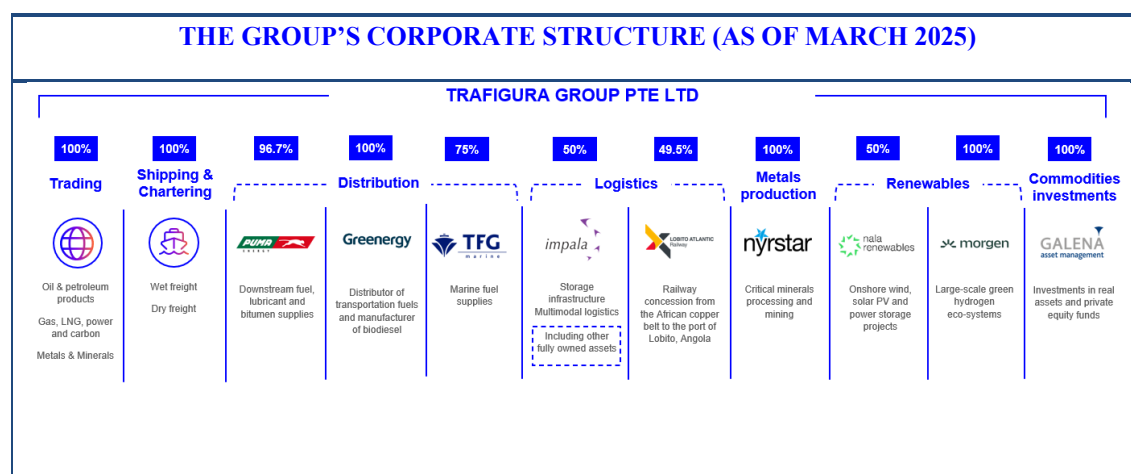 THE GROUP'S CORPORATE STRUCTURE (AS OF MARCH 2025)
TRAFIGURA GROUP PTE LTD
100%
100%
96.7%
100%
75%
50%
49.5%
100%
50%
100%
100%
Trading
Shipping &
Chartering
Distribution
Logistics
Metals
production
Renewables
Commodities
investments
PUMA
ENERGY
Greenergy
TFG
marine
impala
LOBITO ATLANTIC
Railway
nyrstar
nala
renewables
morgen
GALENA
asset management
Oil & petroleum
products
Gas, LNG, power
and carbon
Metals & Minerals
Wet freight
Dry freight
Downstream fuel,
lubricant and
bitumen supplies
Distributor of
transportation fuels
and manufacturer
of biodiesel
Marine fuel
supplies
Storage
infrastructure
Multimodal logistics
Including other
fully owned assets
Railway
concession from
the African copper
belt to the port of
Lobito, Angola
Critical minerals
processing and
mining
Onshore wind,
solar PV and
power storage
projects
Large-scale green
hydrogen
eco-systems
Investments in real
assets and private
equity funds